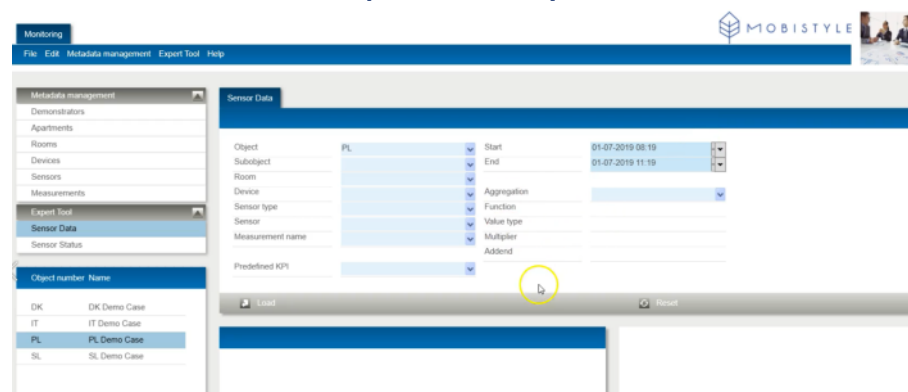 MOBISTYLE
Monitoring
File Edit Metadata management Expert Tool Help
Metadata management
Demonstrators
Apartments
Rooms
Devices
Sensors
Measurements
Expert Tool
Sensor Data
Sensor Status
Object number Name
DK DK Demo Case
IT IT Demo Case
PL PL Demo Case
SL SL Demo Case
Sensor Data
Object PL Start 01-07-2019 08:19
Subobject End 01-07-2019 11:19
Room
Device Aggregation
Sensor type Function
Sensor Value type
Measurement name Multiplier
Addend
Predefined KPI
Load Reset